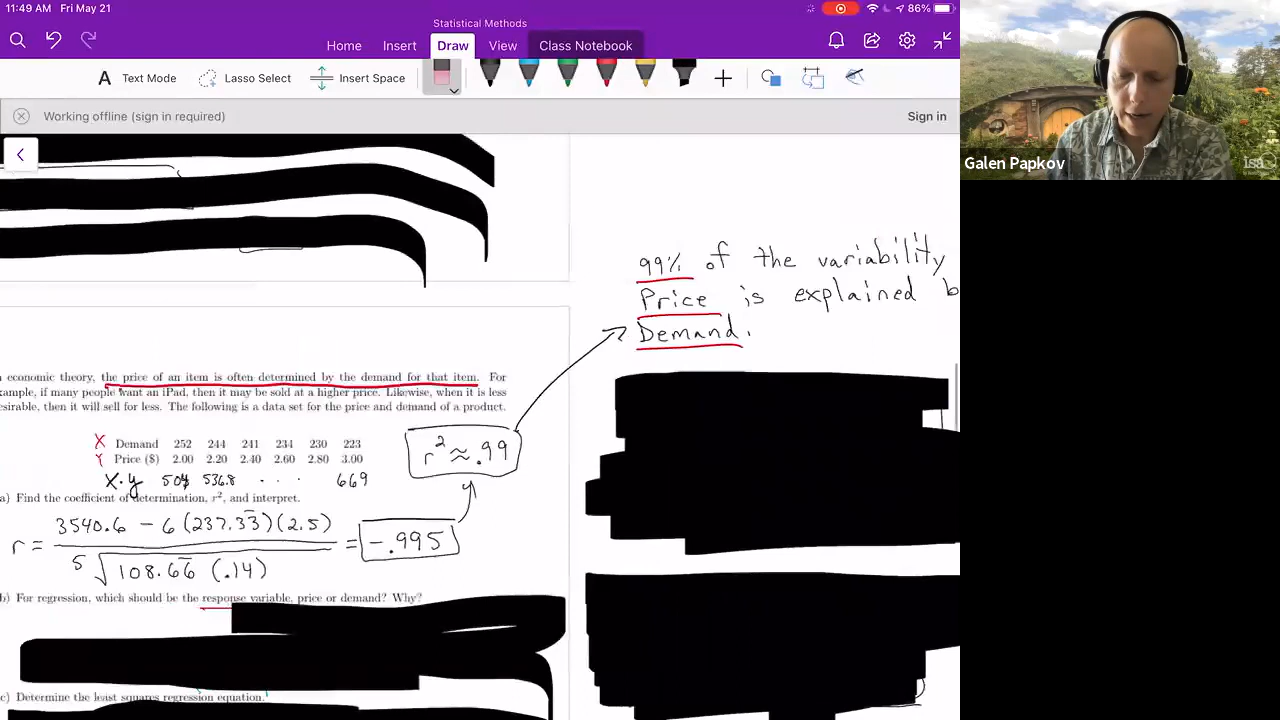 11:49 AM Fri May 21
86%
Statistical Methods
Home Insert Draw View Class Notebook
Text Mode Lasso Select Insert Space
Working offline (sign in required) Sign in
Galen Papkov
99% of the variability
Price is explained b
Demand.
n economic theory, the price of an item is often determined by the demand for that item. For
xample, if many people want an iPad, then it may be sold at a higher price. Likewise, when it is less
esirable, then it will sell for less. The following is a data set for the price and demand of a product.
X Demand 252 244 241 234 230 223
Y Price ($) 2.00 2.20 2.40 2.60 2.80 3.00
X·y 504 536.8 . . . 669
r² ≈ .99
a) Find the coefficient of determination, r², and interpret.
r = 3540.6 − 6 (237.33)(2.5) = −.995
5 √108.66 (.14)
b) For regression, which should be the response variable, price or demand? Why?
c) Determine the least squares regression equation.